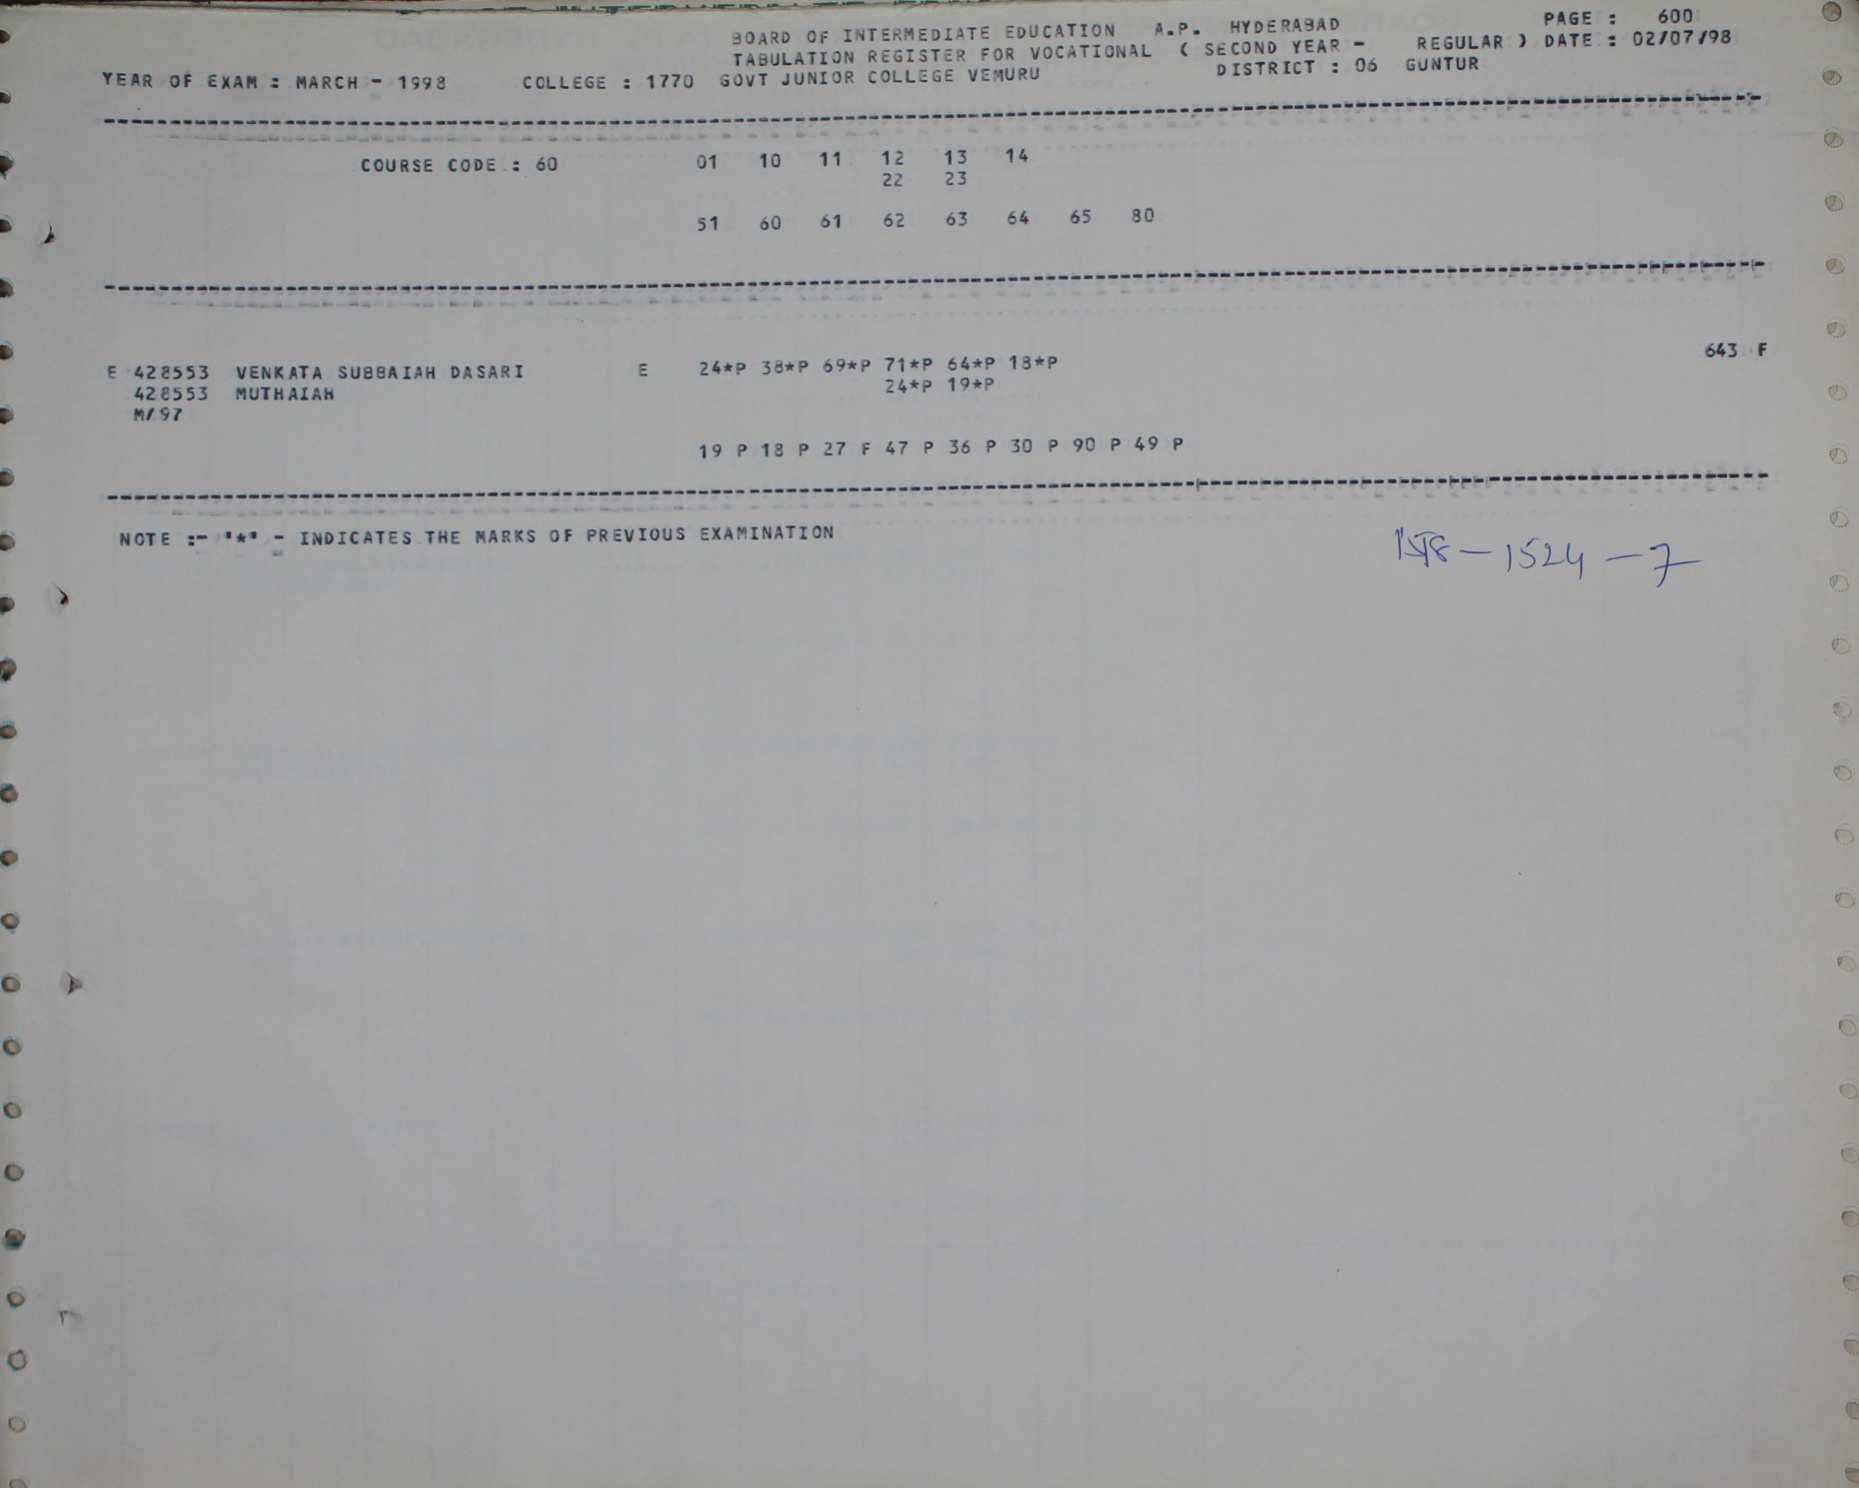 BOARD OF INTERMEDIATE EDUCATION A.P. HYDERABAD PAGE : 600
TABULATION REGISTER FOR VOCATIONAL ( SECOND YEAR - REGULAR ) DATE : 02/07/98
YEAR OF EXAM : MARCH - 1998 COLLEGE : 1770 GOVT JUNIOR COLLEGE VEMURU DISTRICT : 06 GUNTUR
COURSE CODE : 60 01 10 11 12 13 14
22 23
51 60 61 62 63 64 65 80
E 428553 VENKATA SUBBAIAH DASARI E 24*P 38*P 69*P 71*P 64*P 18*P 643 F
428553 MUTHAIAH 24*P 19*P
M/97
19 P 18 P 27 F 47 P 36 P 30 P 90 P 49 P
NOTE :- "*" - INDICATES THE MARKS OF PREVIOUS EXAMINATION
- 1524 - 7